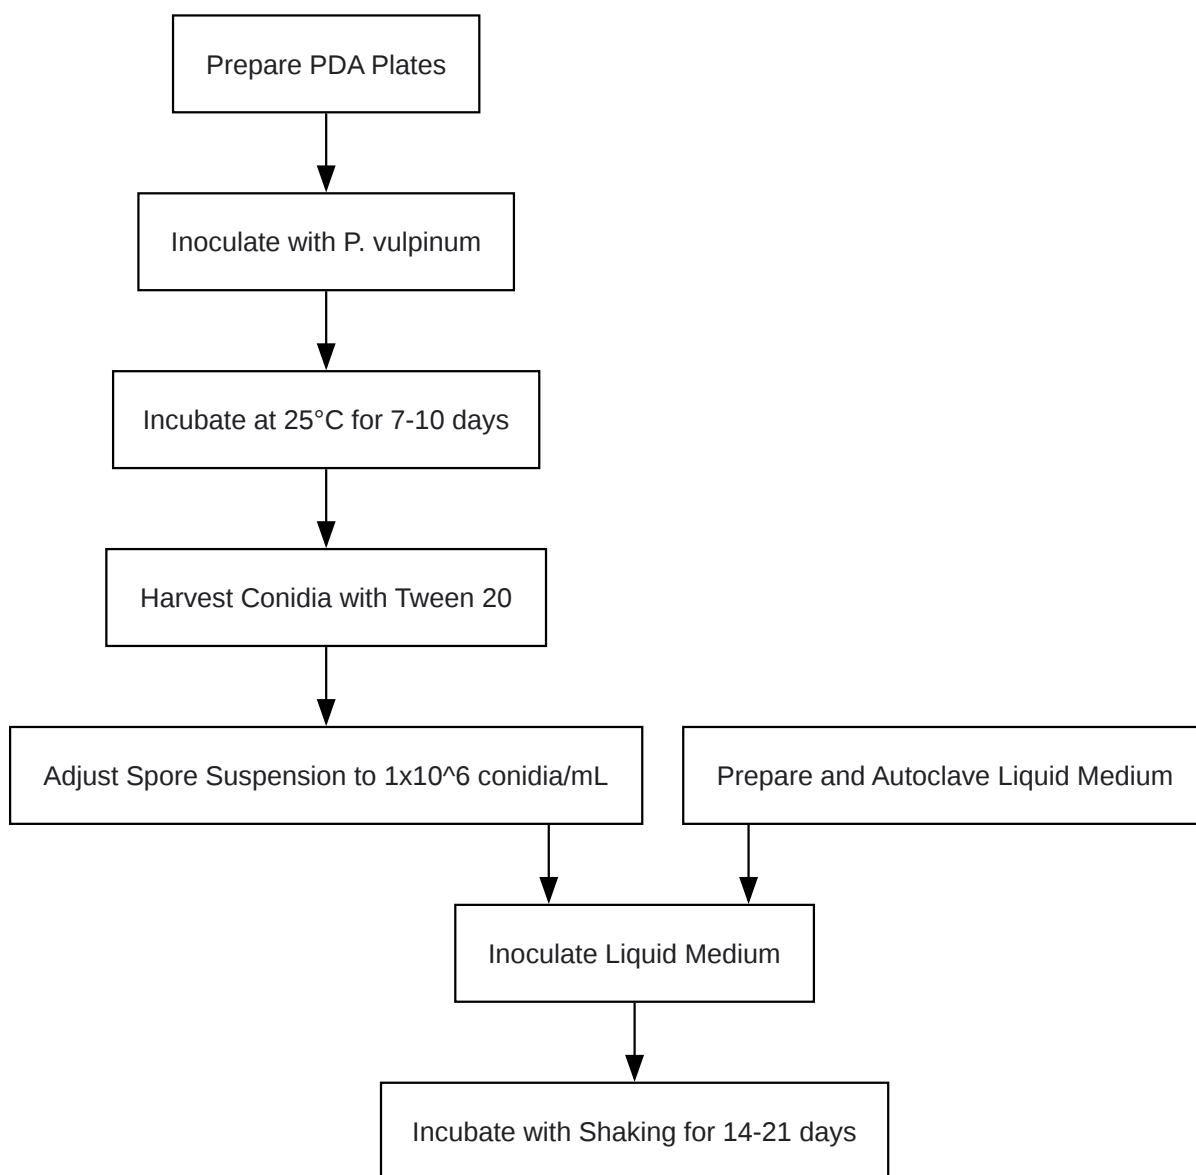 Prepare PDA Plates
Inoculate with P. vulpinum
Incubate at 25°C for 7-10 days
Harvest Conidia with Tween 20
Adjust Spore Suspension to 1x10^6 conidia/mL
Prepare and Autoclave Liquid Medium
Inoculate Liquid Medium
Incubate with Shaking for 14-21 days